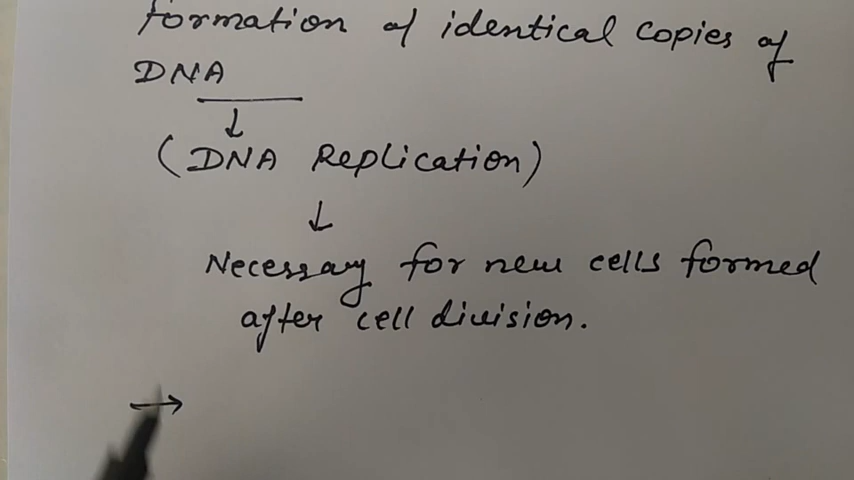 formation of identical copies of
DNA
↓
(DNA Replication)
↓
Necessary for new cells formed
after cell division.
→